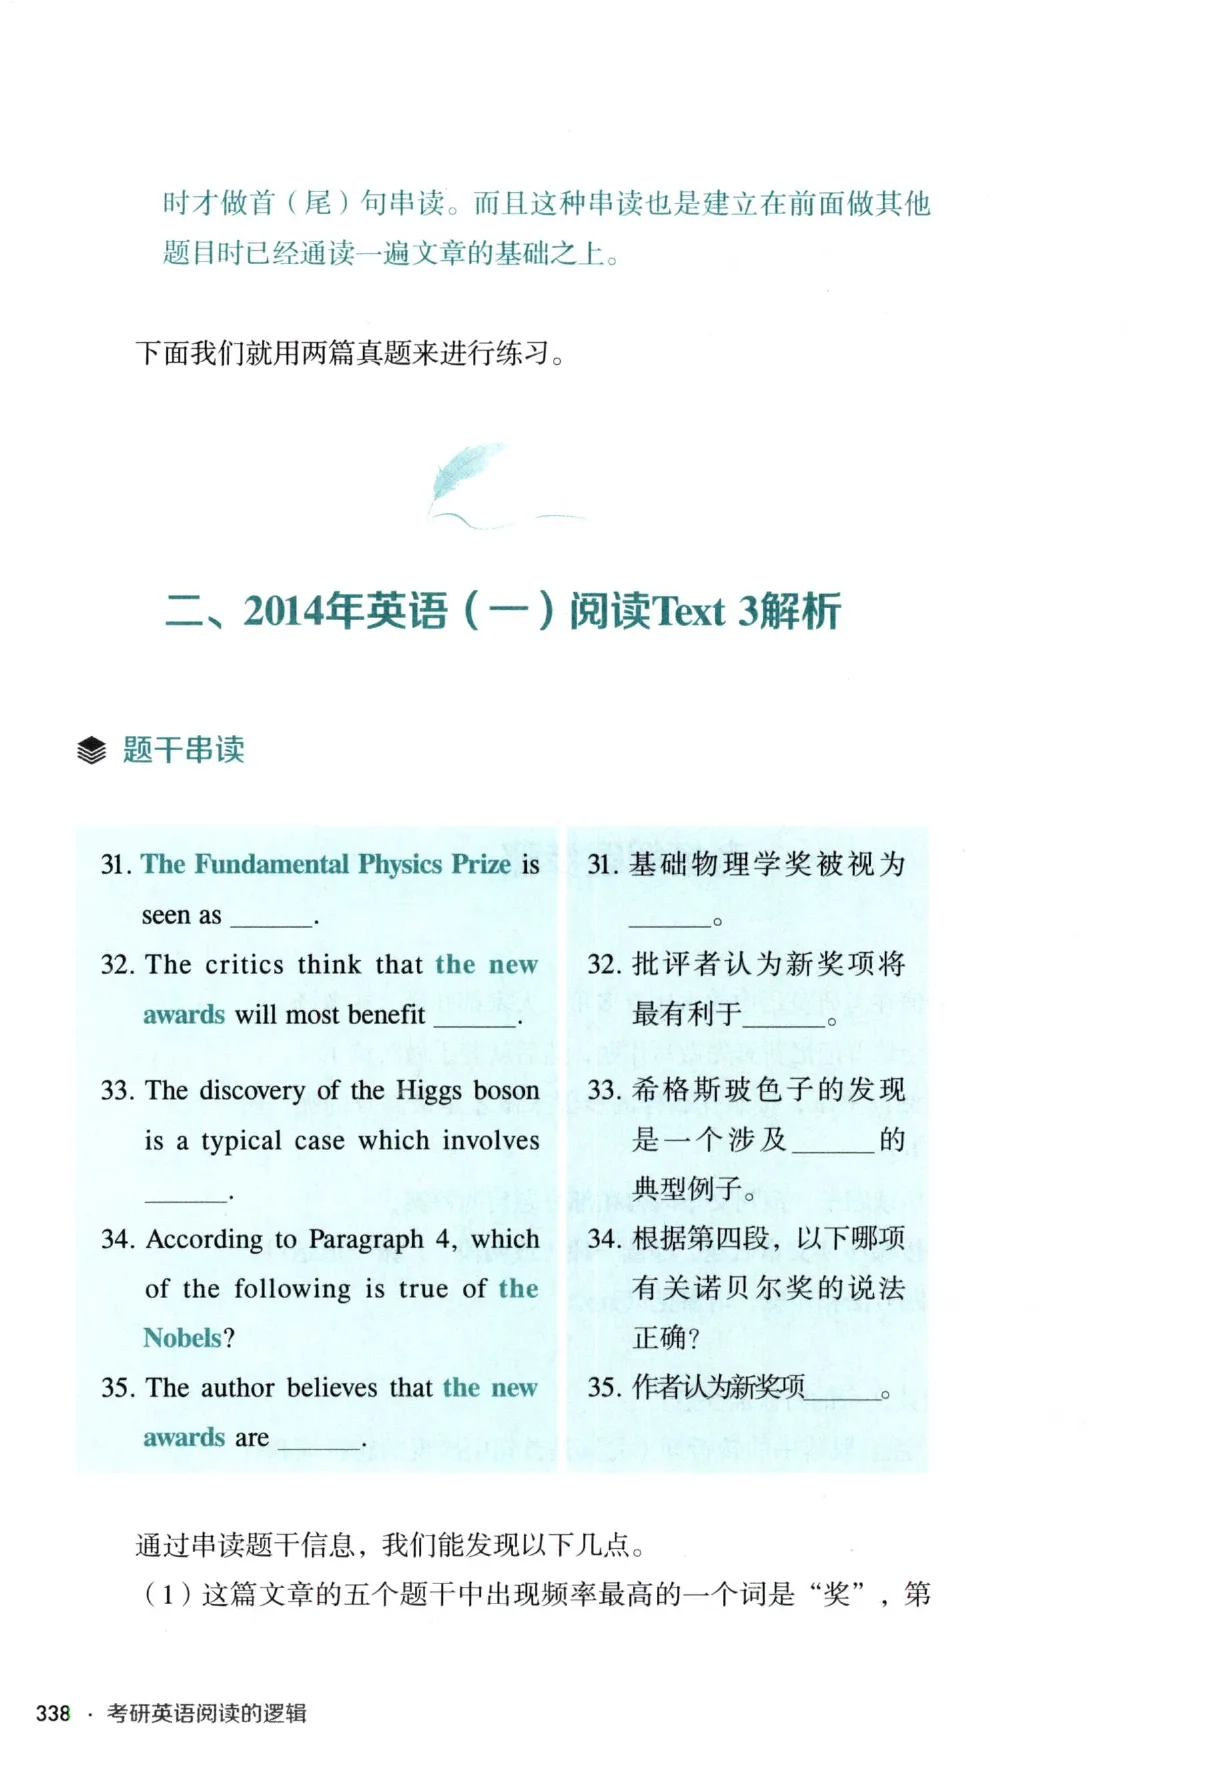 时才做首（尾）句串读。而且这种串读也是建立在前面做其他
题目时已经通读一遍文章的基础之上。
下面我们就用两篇真题来进行练习。
二、2014年英语（一）阅读Text 3解析
题干串读
31. The Fundamental Physics Prize is
seen as ______.
32. The critics think that the new
awards will most benefit ______.
33. The discovery of the Higgs boson
is a typical case which involves
______.
34. According to Paragraph 4, which
of the following is true of the
Nobels?
35. The author believes that the new
awards are ______.
31. 基础物理学奖被视为
______。
32. 批评者认为新奖项将
最有利于______。
33. 希格斯玻色子的发现
是一个涉及______的
典型例子。
34. 根据第四段，以下哪项
有关诺贝尔奖的说法
正确？
35. 作者认为新奖项______。
通过串读题干信息，我们能发现以下几点。
（1）这篇文章的五个题干中出现频率最高的一个词是“奖”，第
338 · 考研英语阅读的逻辑